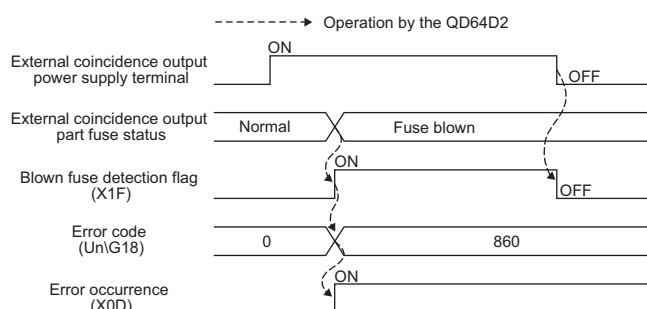 Operation by the QD64D2
ON
External coincidence output
power supply terminal
OFF
External coincidence output
part fuse status
Normal
Fuse blown
ON
Blown fuse detection flag
(X1F)
OFF
Error code
(Un\G18)
0
860
ON
Error occurrence
(X0D)